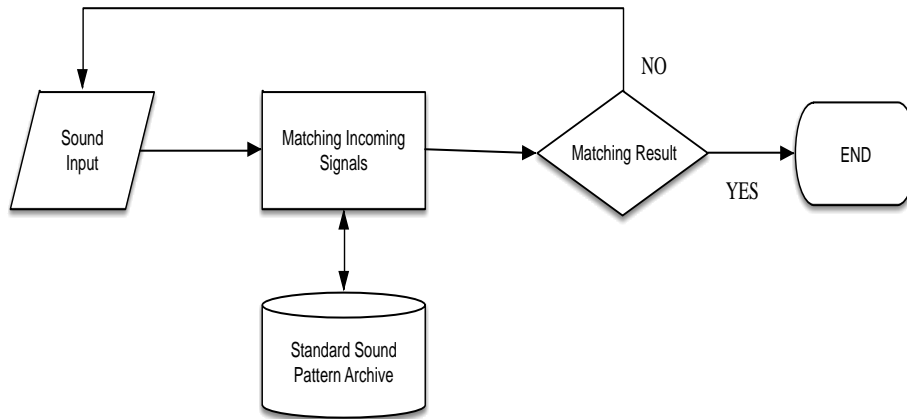 NO
Sound
Input
Matching Incoming
Signals
Matching Result
END
YES
Standard Sound
Pattern Archive